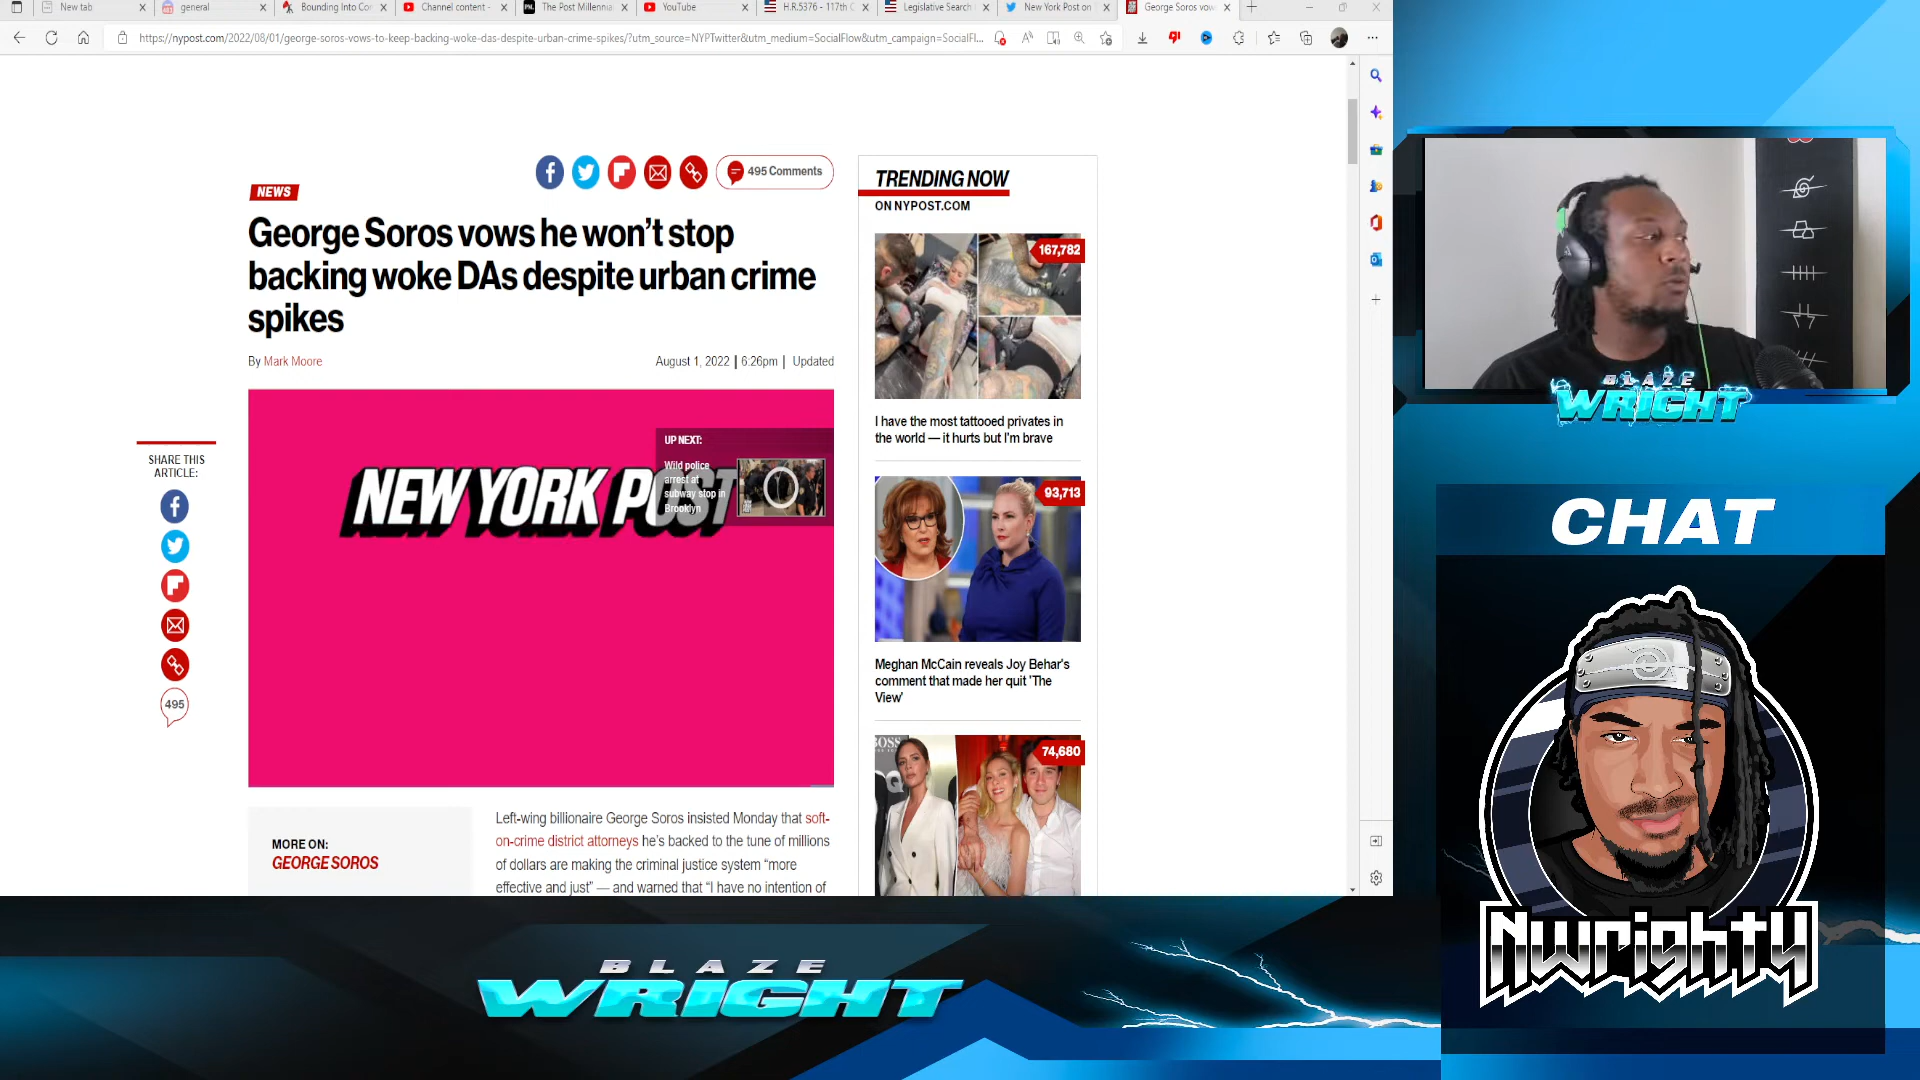 New tab
general
Bounding Into Co
Channel content -
The Post Millennia
YouTube
H.R.5376 - 117th C
Legislative Search
New York Post on
George Soros vows
https://nypost.com/2022/08/01/george-soros-vows-to-keep-backing-woke-das-despite-urban-crime-spikes/?utm_source=NYPTwitter&utm_medium=SocialFlow&utm_campaign=SocialFl...
NEWS
495 Comments
George Soros vows he won't stop
backing woke DAs despite urban crime
spikes
By Mark Moore
August 1, 2022 | 6:26pm | Updated
SHARE THIS
ARTICLE:
495
NEW YORK POST
UP NEXT:
Wild police
arrest at
subway stop in
Brooklyn
MORE ON:
GEORGE SOROS
Left-wing billionaire George Soros insisted Monday that soft-
on-crime district attorneys he's backed to the tune of millions
of dollars are making the criminal justice system "more
effective and just" — and warned that "I have no intention of
TRENDING NOW
ON NYPOST.COM
167,782
I have the most tattooed privates in
the world — it hurts but I'm brave
93,713
Meghan McCain reveals Joy Behar's
comment that made her quit 'The
View'
74,680
BOSS
GQ
BLAZE
WRIGHT
CHAT
Nwrighty
BLAZE
WRIGHT